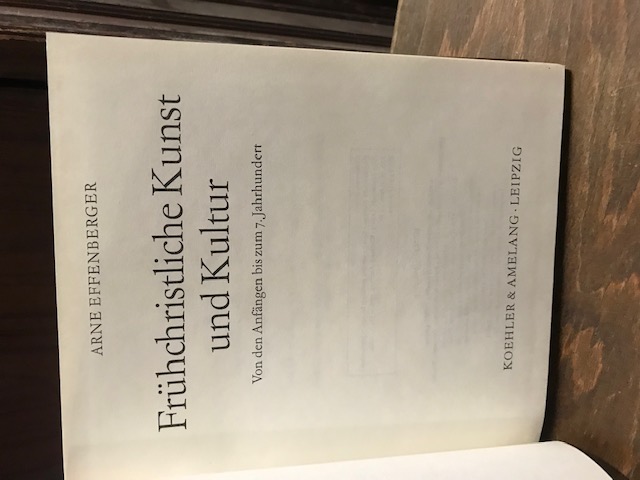 ARNE EFFENBERGER
Frühchristliche Kunst
und Kultur
Von den Anfängen bis zum 7. Jahrhundert
KOEHLER & AMELANG · LEIPZIG